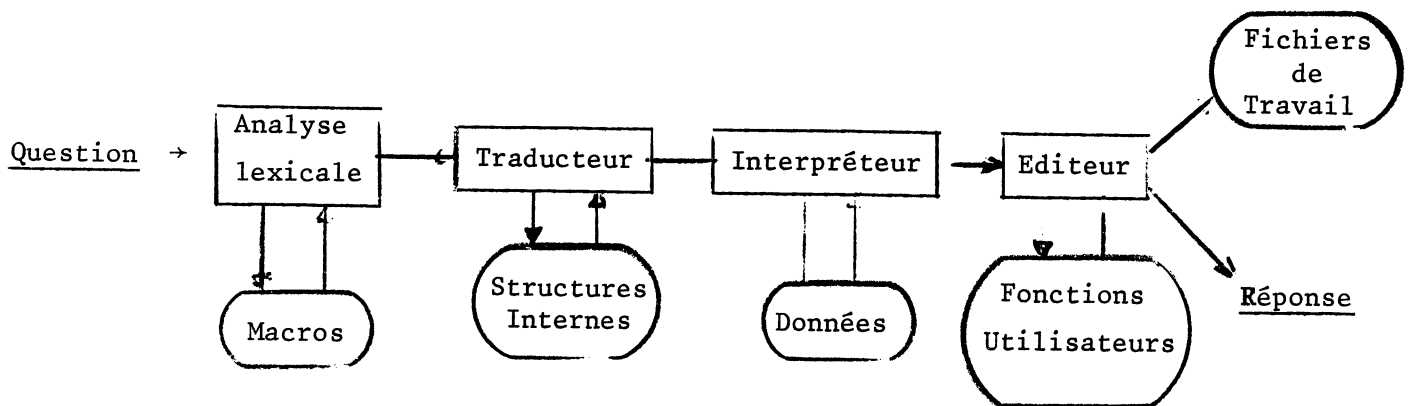 Fichiers
de
Travail
Question →
Analyse
lexicale
Traducteur
Interpréteur
Editeur
Structures
Internes
Macros
Données
Fonctions
Utilisateurs
Réponse